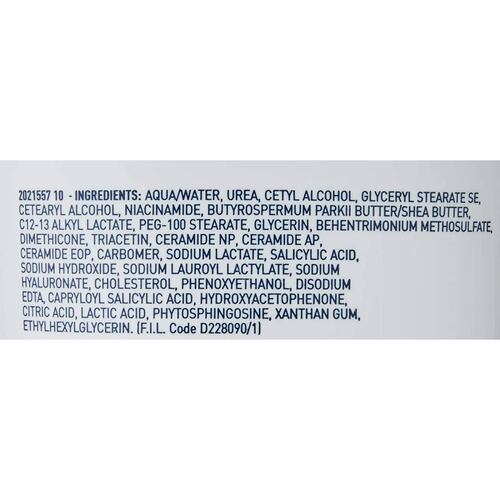 2021557 10 - INGREDIENTS: AQUA/WATER, UREA, CETYL ALCOHOL, GLYCERYL STEARATE SE,
CETEARYL ALCOHOL, NIACINAMIDE, BUTYROSPERMUM PARKII BUTTER/SHEA BUTTER,
C12-13 ALKYL LACTATE, PEG-100 STEARATE, GLYCERIN, BEHENTRIMONIUM METHOSULFATE,
DIMETHICONE, TRIACETIN, CERAMIDE NP, CERAMIDE AP,
CERAMIDE EOP, CARBOMER, SODIUM LACTATE, SALICYLIC ACID,
SODIUM HYDROXIDE, SODIUM LAUROYL LACTYLATE, SODIUM
HYALURONATE, CHOLESTEROL, PHENOXYETHANOL, DISODIUM
EDTA, CAPRYLOYL SALICYLIC ACID, HYDROXYACETOPHENONE,
CITRIC ACID, LACTIC ACID, PHYTOSPHINGOSINE, XANTHAN GUM,
ETHYLHEXYLGLYCERIN. (F.I.L. Code D228090/1)